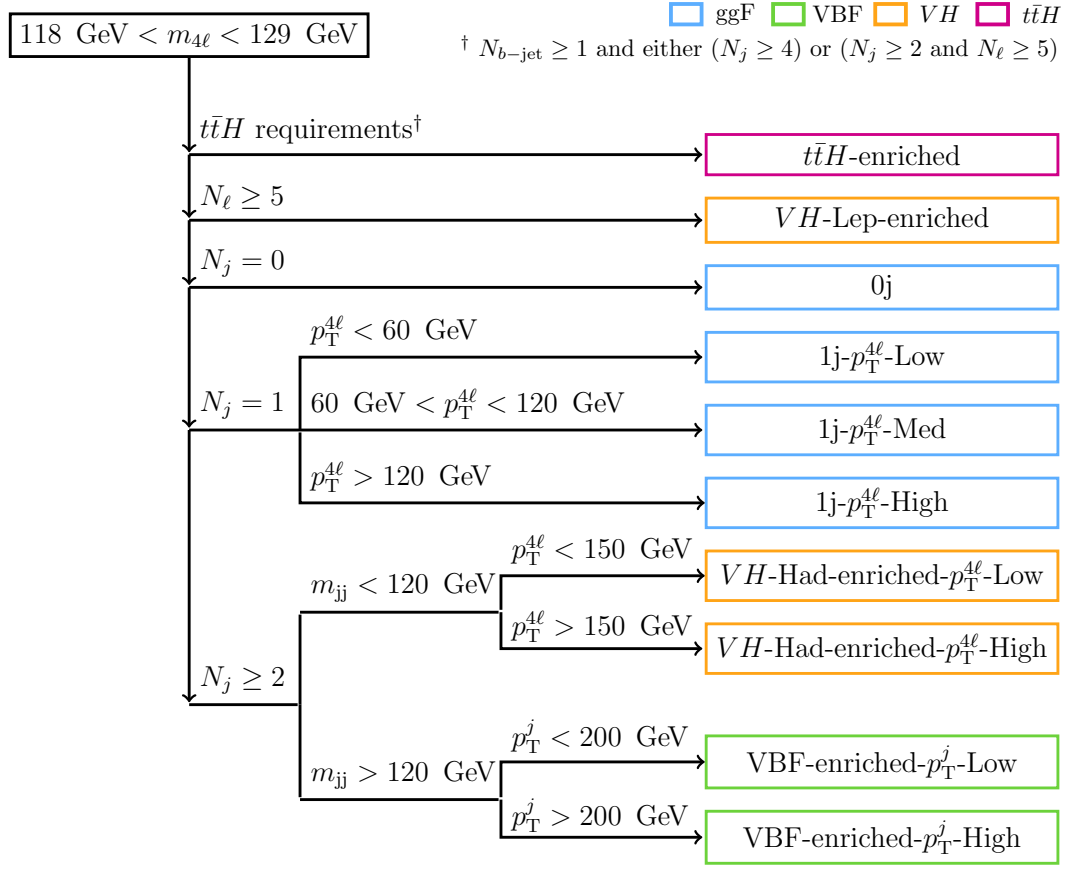 ggF VBF VH tt̄H
118 GeV < m₄ℓ < 129 GeV
† N_{b−jet} ≥ 1 and either (N_j ≥ 4) or (N_j ≥ 2 and N_ℓ ≥ 5)
tt̄H requirements†
tt̄H-enriched
N_ℓ ≥ 5
VH-Lep-enriched
N_j = 0
0j
p_T^{4ℓ} < 60 GeV
1j-p_T^{4ℓ}-Low
N_j = 1
60 GeV < p_T^{4ℓ} < 120 GeV
1j-p_T^{4ℓ}-Med
p_T^{4ℓ} > 120 GeV
1j-p_T^{4ℓ}-High
m_{jj} < 120 GeV
p_T^{4ℓ} < 150 GeV
VH-Had-enriched-p_T^{4ℓ}-Low
p_T^{4ℓ} > 150 GeV
VH-Had-enriched-p_T^{4ℓ}-High
N_j ≥ 2
m_{jj} > 120 GeV
p_T^j < 200 GeV
VBF-enriched-p_T^j-Low
p_T^j > 200 GeV
VBF-enriched-p_T^j-High